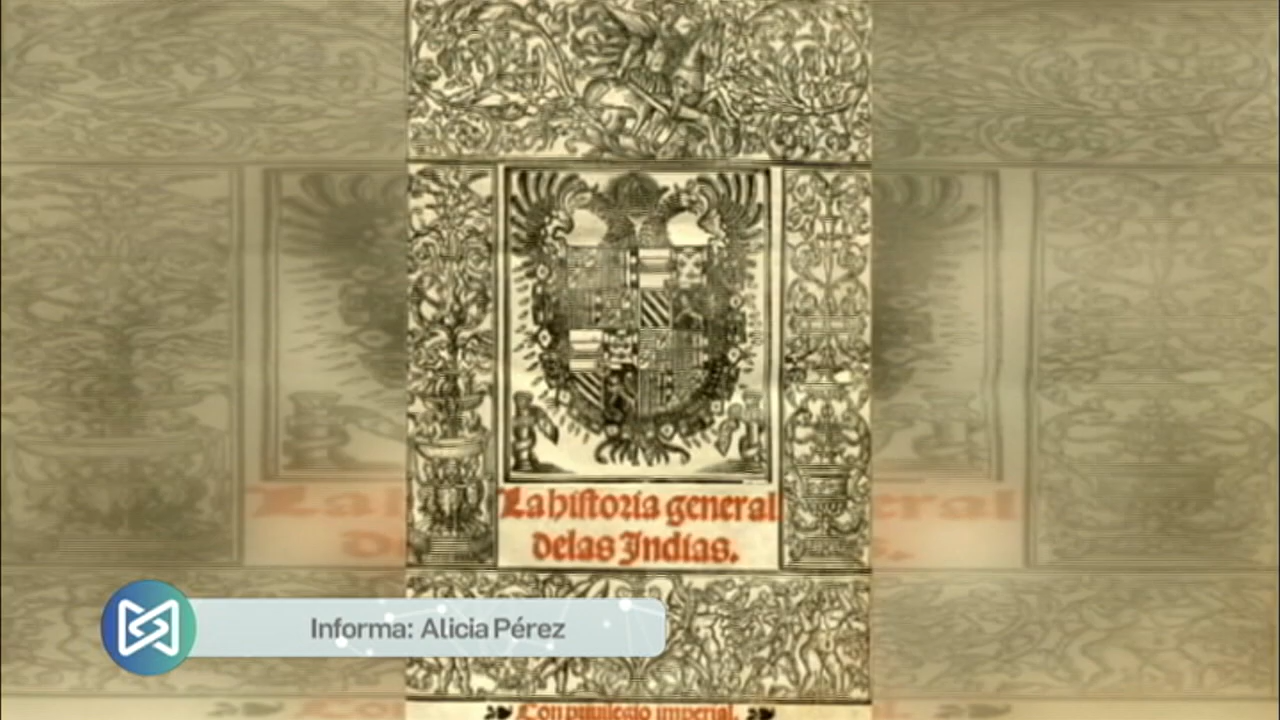 La historia general
delas Indias.
Con priuilegio imperial.
Informa: Alicia Pérez